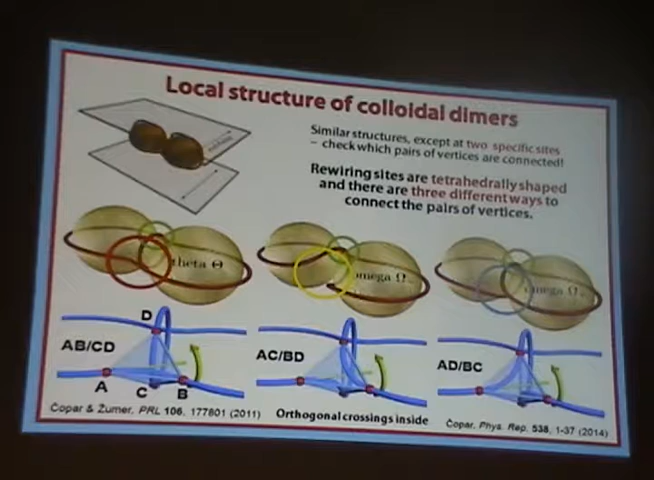 Local structure of colloidal dimers
Similar structures, except at two specific sites
– check which pairs of vertices are connected!
Rewiring sites are tetrahedrally shaped
and there are three different ways to
connect the pairs of vertices.
theta Θ
omega Ω
omega Ω
D
AB/CD
AC/BD
AD/BC
A
C
B
Čopar & Žumer, PRL 106, 177801 (2011)
Orthogonal crossings inside
Čopar, Phys. Rep. 538, 1-37 (2014)